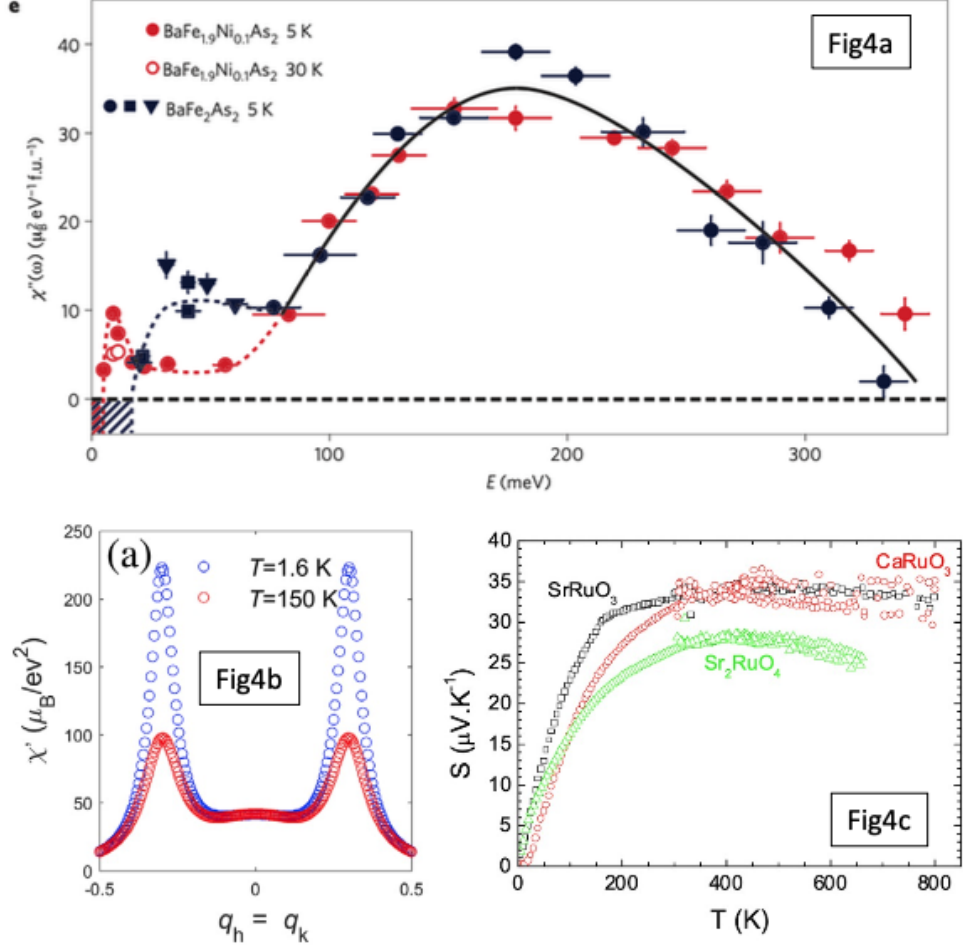 e
Fig4a
BaFe1.9Ni0.1As2 5 K
BaFe1.9Ni0.1As2 30 K
BaFe2As2 5 K
40
30
20
10
0
χ″(ω) (μB² eV⁻¹ f.u.⁻¹)
0 100 200 300
E (meV)
(a)
T=1.6 K
T=150 K
Fig4b
250
200
150
100
50
0
χ' (μB/ev²)
-0.5 0 0.5
qh = qk
40
35
30
25
20
15
10
5
0
S (μV.K⁻¹)
SrRuO3
CaRuO3
Sr2RuO4
Fig4c
0 200 400 600 800
T (K)